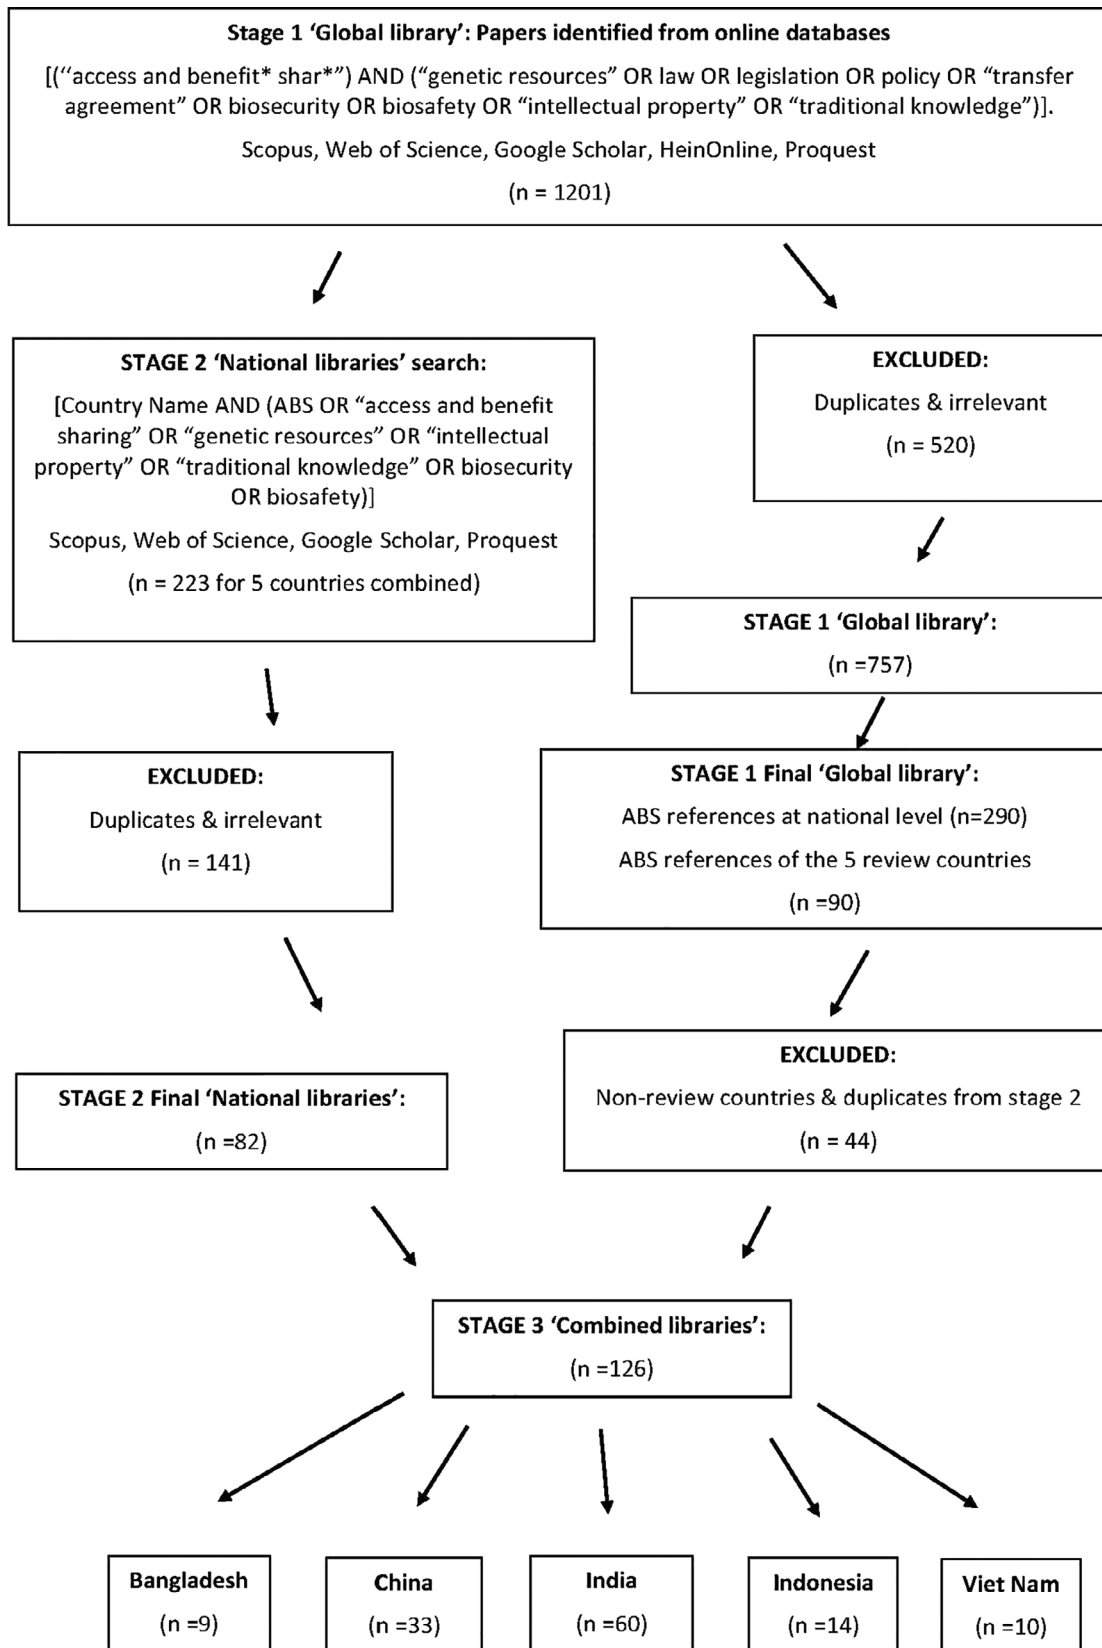 Stage 1 ‘Global library’: Papers identified from online databases
[(‘‘access and benefit* shar*”) AND (“genetic resources” OR law OR legislation OR policy OR “transfer
agreement” OR biosecurity OR biosafety OR “intellectual property” OR “traditional knowledge”)].
Scopus, Web of Science, Google Scholar, HeinOnline, Proquest
(n = 1201)
STAGE 2 ‘National libraries’ search:
[Country Name AND (ABS OR “access and benefit
sharing” OR “genetic resources” OR “intellectual
property” OR “traditional knowledge” OR biosecurity
OR biosafety)]
Scopus, Web of Science, Google Scholar, Proquest
(n = 223 for 5 countries combined)
EXCLUDED:
Duplicates & irrelevant
(n = 520)
STAGE 1 ‘Global library’:
(n =757)
EXCLUDED:
Duplicates & irrelevant
(n = 141)
STAGE 1 Final ‘Global library’:
ABS references at national level (n=290)
ABS references of the 5 review countries
(n =90)
STAGE 2 Final ‘National libraries’:
(n =82)
EXCLUDED:
Non-review countries & duplicates from stage 2
(n = 44)
STAGE 3 ‘Combined libraries’:
(n =126)
Bangladesh
(n =9)
China
(n =33)
India
(n =60)
Indonesia
(n =14)
Viet Nam
(n =10)